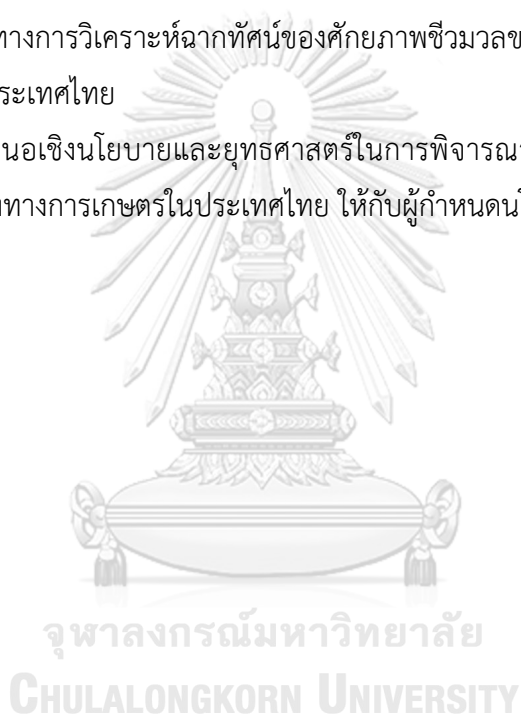 ทางการวิเคราะห์ฉากทัศน์ของศักยภาพชีวมวลข
ระเทศไทย
นอเชิงนโยบายและยุทธศาสตร์ในการพิจารณ
ทางการเกษตรในประเทศไทย ให้กับผู้กำหนดน
จุฬาลงกรณ์มหาวิทยาลัย
CHULALONGKORN UNIVERSITY